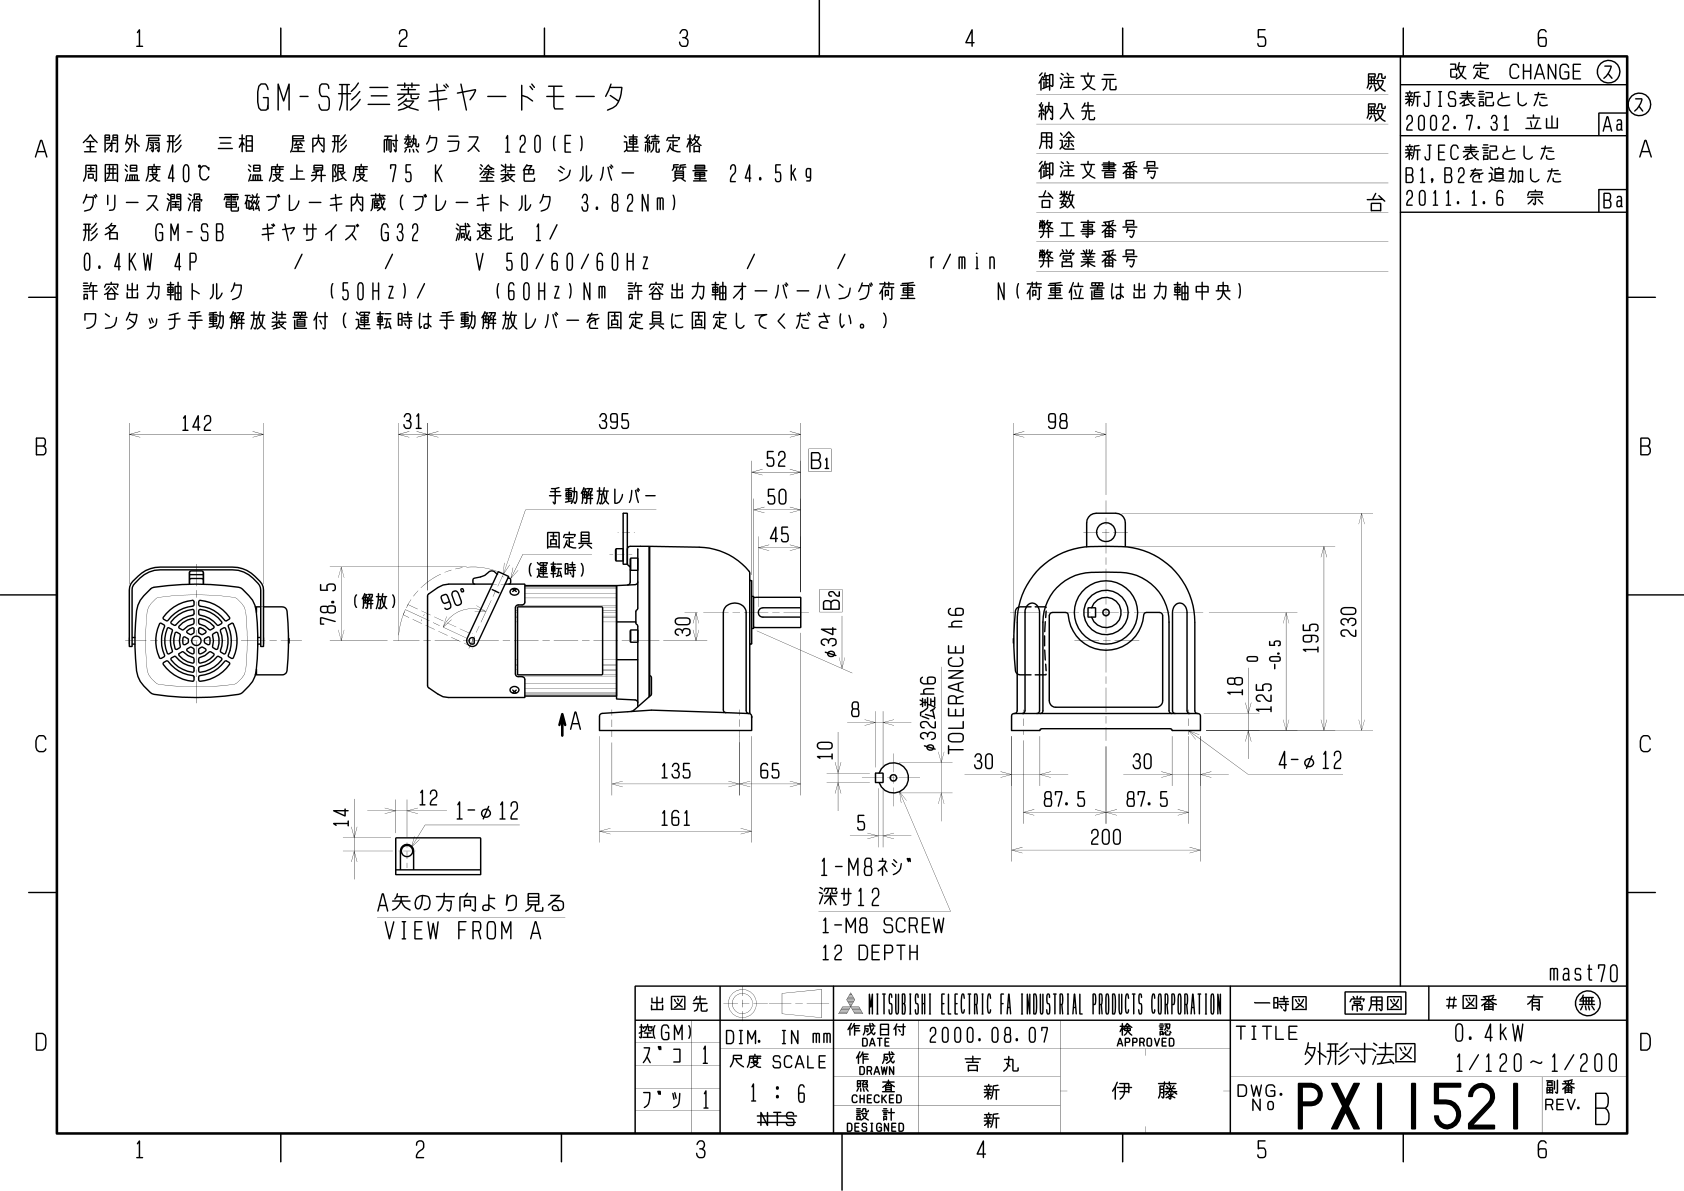 1 2 3 4 5 6
A B C D
A B C D
GM-S形三菱ギヤードモータ
全閉外扇形 三相 屋内形 耐熱クラス 120(E) 連続定格
周囲温度40℃ 温度上昇限度 75 K 塗装色 シルバー 質量 24.5kg
グリース潤滑 電磁ブレーキ内蔵(ブレーキトルク 3.82Nm)
形名 GM-SB ギヤサイズ G32 減速比 1/
0.4KW 4P / / V 50/60/60Hz / / r/min
許容出力軸トルク (50Hz)/ (60Hz)Nm 許容出力軸オーバーハング荷重 N(荷重位置は出力軸中央)
ワンタッチ手動解放装置付(運転時は手動解放レバーを固定具に固定してください。)
御注文元 殿
納入先 殿
用途
御注文書番号
台数 台
弊工事番号
弊営業番号
改定 CHANGE ス
ス
新JIS表記とした
2002.7.31 立山 Aa
新JEC表記とした
B1,B2を追加した
2011.1.6 宗 Ba
142
31
395
52 B1
50
45
手動解放レバー
固定具
(運転時)
(解放)
90°
78.5
30
B2
φ34
A
135
65
161
98
230
195
125 0 -0.5
18
30
30
4-φ12
87.5
87.5
200
8
10
5
φ32公差h6
TOLERANCE h6
1-M8ネジ
深サ12
1-M8 SCREW
12 DEPTH
12
14
1-φ12
A矢の方向より見る
VIEW FROM A
mast70
出図先
控(GM)
スﾞコ 1
フﾞツ 1
DIM. IN mm
尺度 SCALE
1 : 6
NTS
MITSUBISHI ELECTRIC FA INDUSTRIAL PRODUCTS CORPORATION
作成日付
DATE
2000.08.07
作成
DRAWN
吉丸
照査
CHECKED
新
設計
DESIGNED
新
検認
APPROVED
伊藤
一時図 常用図 #図番 有 無
TITLE
外形寸法図
0.4kW
1/120~1/200
DWG.
No
PX11521
副番
REV.
B
1 2 3 4 5 6